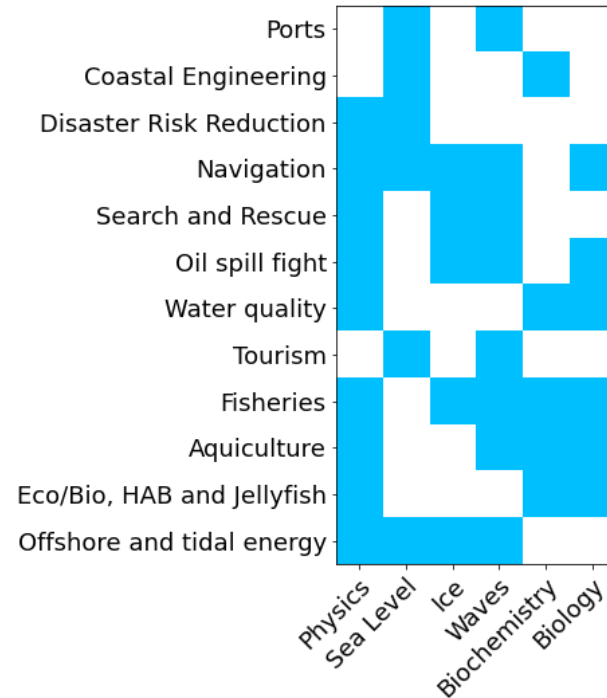 Ports
Coastal Engineering
Disaster Risk Reduction
Navigation
Search and Rescue
Oil spill fight
Water quality
Tourism
Fisheries
Aquiculture
Eco/Bio, HAB and Jellyfish
Offshore and tidal energy
Physics
Sea Level
Ice
Waves
Biochemistry
Biology